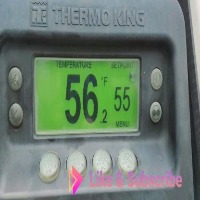 THERMO KING
TEMPERATURE SETPOINT
56.2 °F 55
MENU
Like & Subscribe